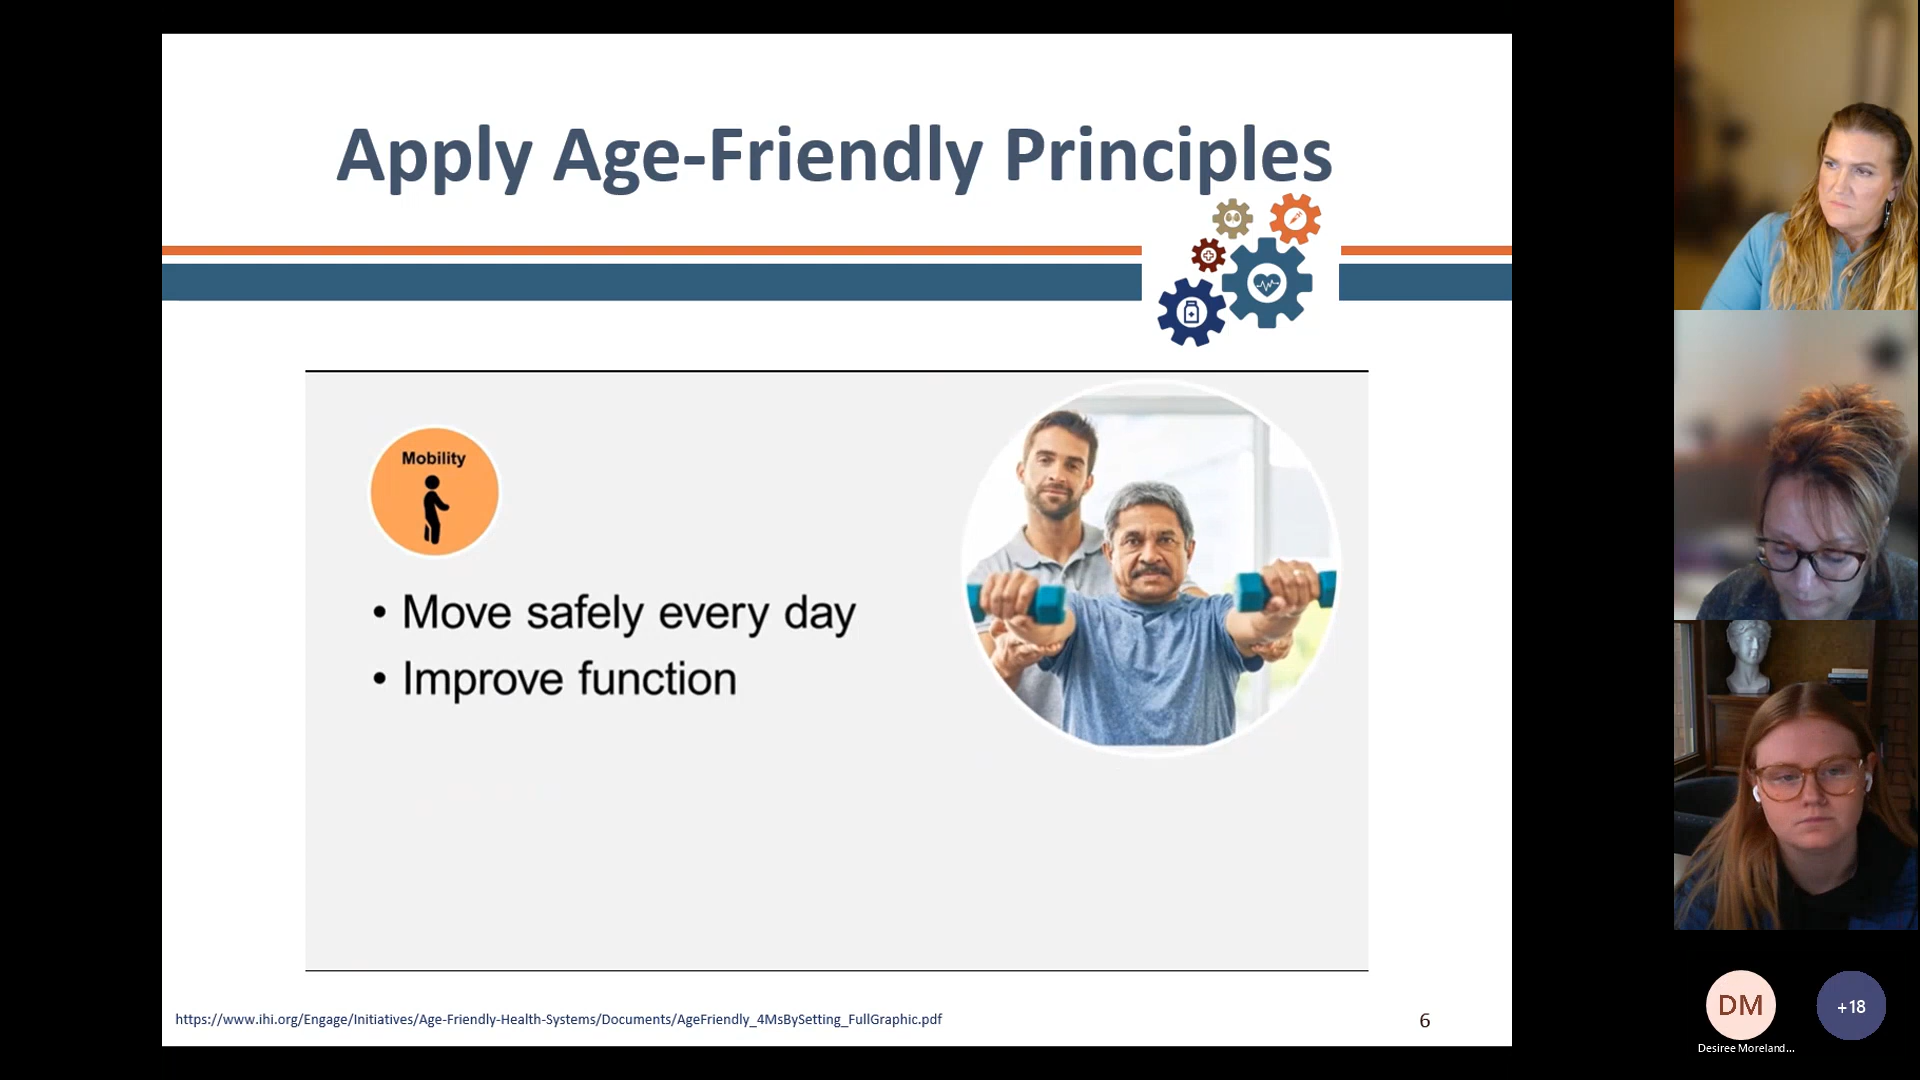 Apply Age-Friendly Principles
Mobility
• Move safely every day
• Improve function
https://www.ihi.org/Engage/Initiatives/Age-Friendly-Health-Systems/Documents/AgeFriendly_4MsBySetting_FullGraphic.pdf
6
DM
+18
Desiree Moreland...